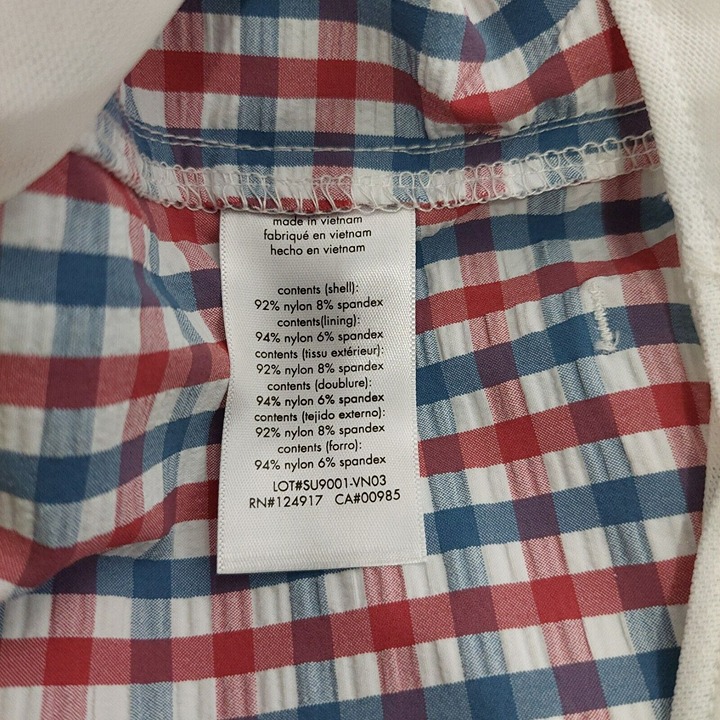 made in vietnam
fabriqué en vietnam
hecho en vietnam
contents (shell):
92% nylon 8% spandex
contents(lining):
94% nylon 6% spandex
contents (tissu extérieur):
92% nylon 8% spandex
contents (doublure):
94% nylon 6% spandex
contents (tejido externo):
92% nylon 8% spandex
contents (forro):
94% nylon 6% spandex
LOT#SU9001-VN03
RN#124917 CA#00985